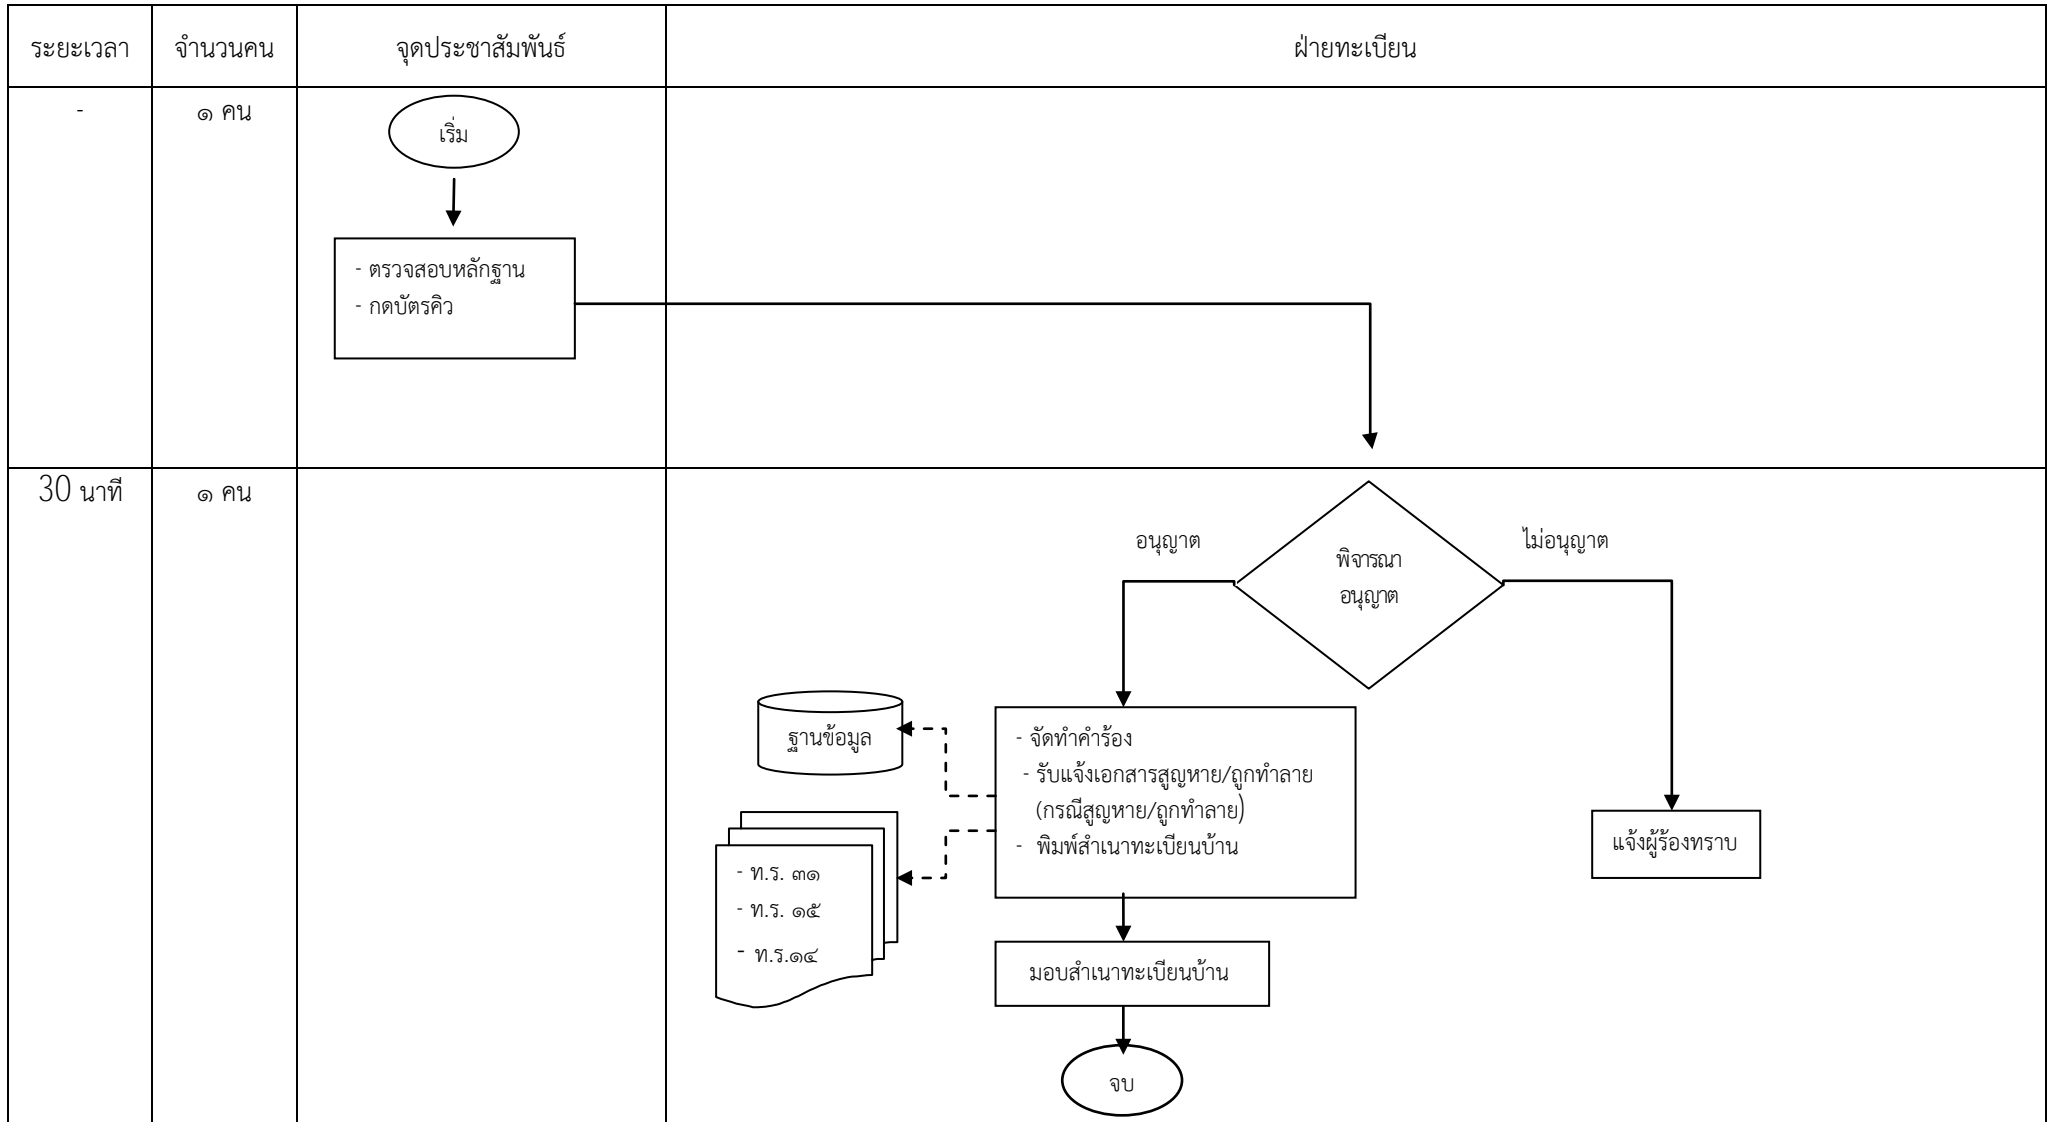 ระยะเวลา
จำนวนคน
จุดประชาสัมพันธ์
ฝ่ายทะเบียน
-
๑ คน
เริ่ม
- ตรวจสอบหลักฐาน
- กดบัตรคิว
30 นาที
๑ คน
อนุญาต
พิจารณา
อนุญาต
ไม่อนุญาต
ฐานข้อมูล
- จัดทำคำร้อง
- รับแจ้งเอกสารสูญหาย/ถูกทำลาย
(กรณีสูญหาย/ถูกทำลาย)
- พิมพ์สำเนาทะเบียนบ้าน
แจ้งผู้ร้องทราบ
- ท.ร. ๓๑
- ท.ร. ๑๕
- ท.ร.๑๔
มอบสำเนาทะเบียนบ้าน
จบ